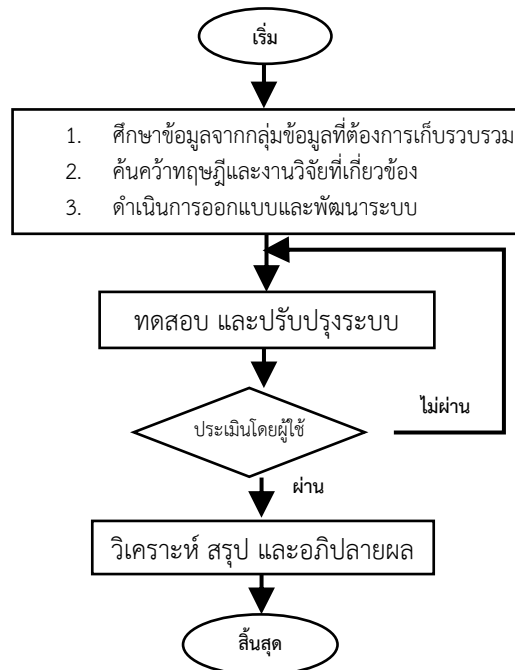 เริ่ม
1. ศึกษาข้อมูลจากกลุ่มข้อมูลที่ต้องการเก็บรวบรวม
2. ค้นคว้าทฤษฎีและงานวิจัยที่เกี่ยวข้อง
3. ดำเนินการออกแบบและพัฒนาระบบ
ทดสอบ และปรับปรุงระบบ
ประเมินโดยผู้ใช้
ไม่ผ่าน
ผ่าน
วิเคราะห์ สรุป และอภิปลายผล
สิ้นสุด